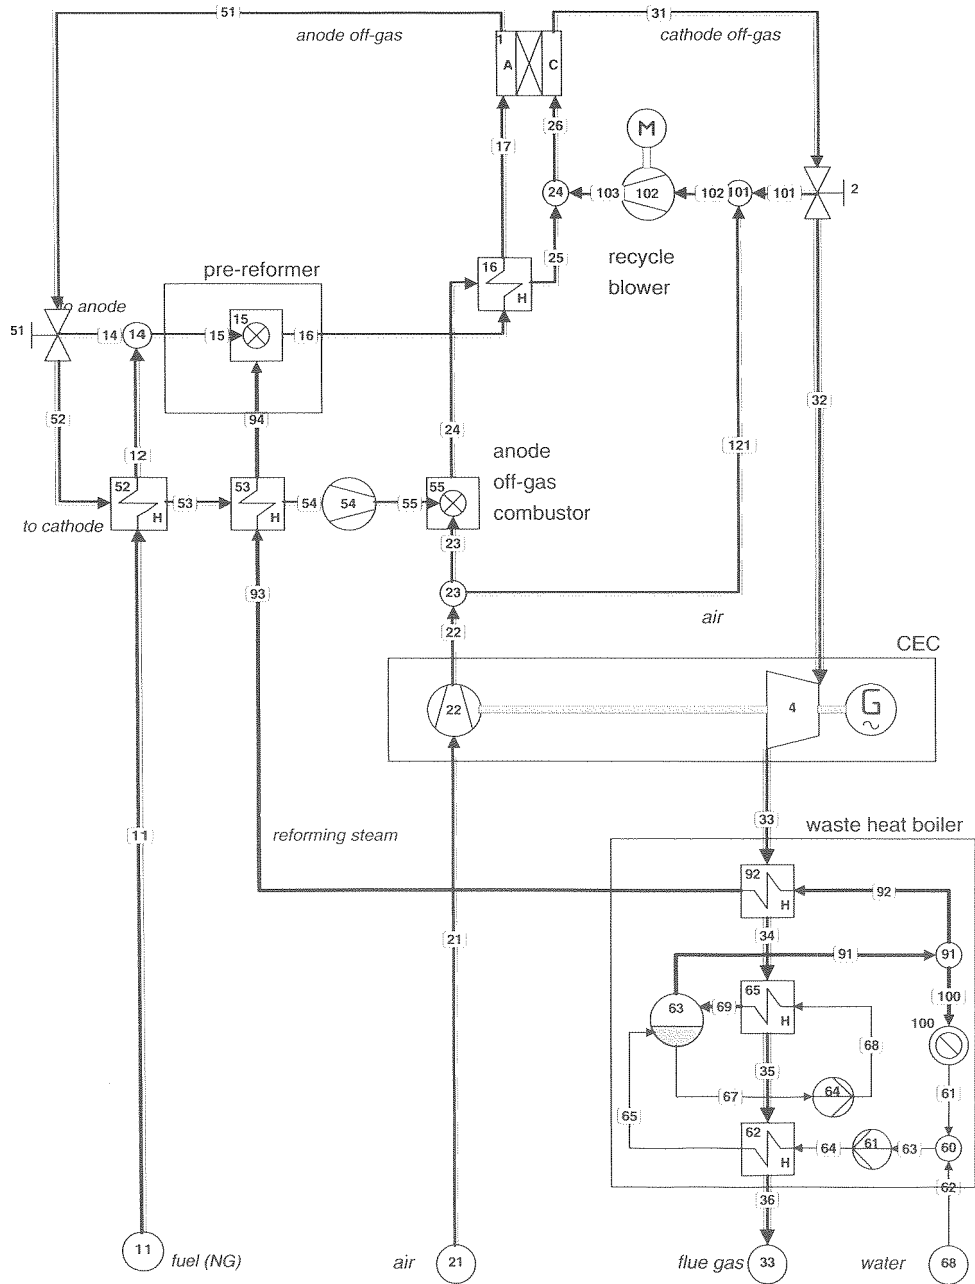 51
31
anode off-gas
cathode off-gas
1
A
C
26
17
M
24
103
102
102
101
101
2
25
recycle
blower
16
H
pre-reformer
to anode
51
14
14
15
15
16
52
94
24
32
121
12
anode
off-gas
combustor
52
H
53
53
H
54
54
55
55
to cathode
23
93
23
air
22
CEC
22
4
G
~
33
11
reforming steam
waste heat boiler
92
H
92
34
21
91
91
65
H
63
69
100
100
68
35
67
64
61
65
62
H
64
61
63
60
62
36
11
fuel (NG)
air
21
flue gas
33
water
68